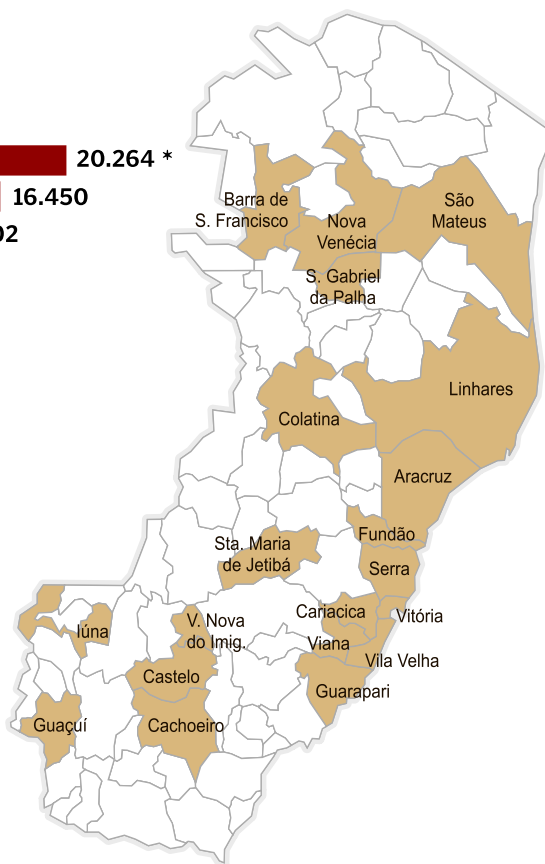 20.264 *
16.450
02
Barra de
S. Francisco
São
Mateus
Nova
Venécia
S. Gabriel
da Palha
Linhares
Colatina
Aracruz
Fundão
Sta. Maria
de Jetibá
Serra
Cariacica
Vitória
V. Nova
do Imig.
Iúna
Viana
Vila Velha
Castelo
Guarapari
Guaçuí
Cachoeiro